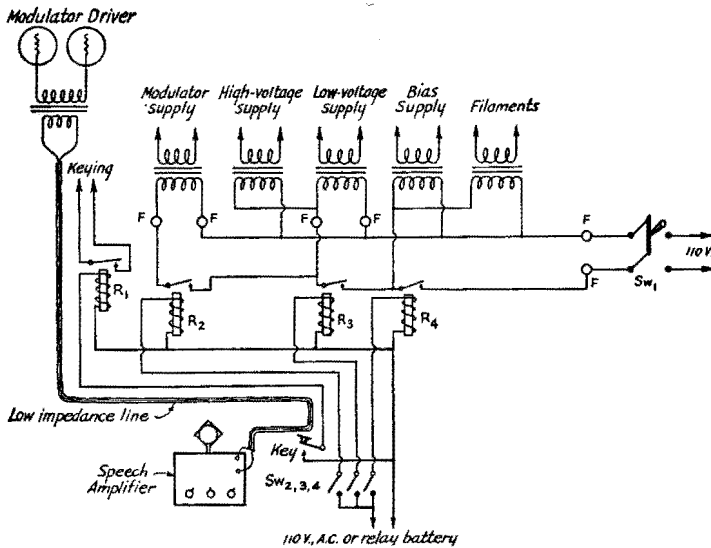 Modulator Driver
Modulator supply
High-voltage supply
Low-voltage supply
Bias Supply
Filaments
Keying
F
F
F
F
F
F
110 V.
Sw1
R1
R2
R3
R4
Low impedance line
Speech Amplifier
Key
Sw2,3,4
110 V., A.C. or relay battery